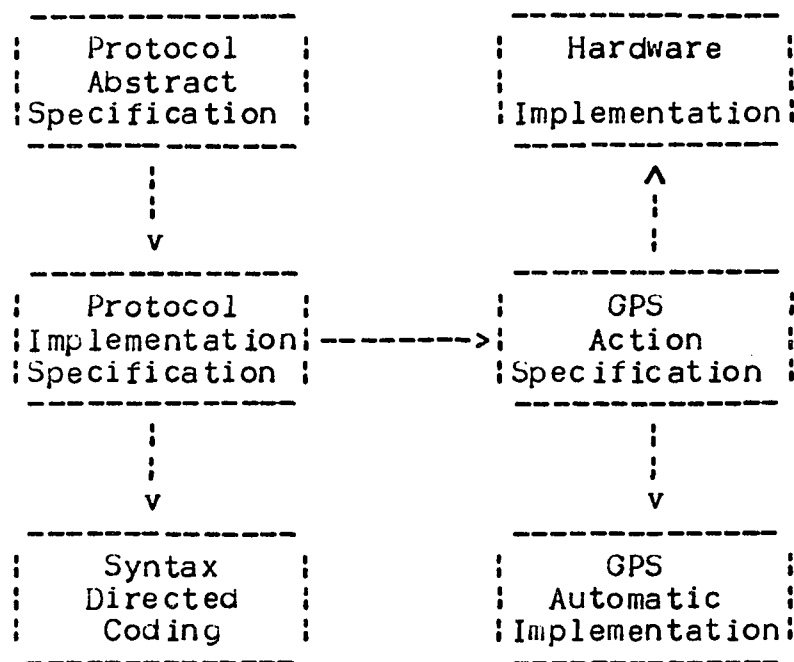 Protocol
Abstract
Specification
Hardware
Implementation
Protocol
Implementation
Specification
GPS
Action
Specification
Syntax
Directed
Coding
GPS
Automatic
Implementation